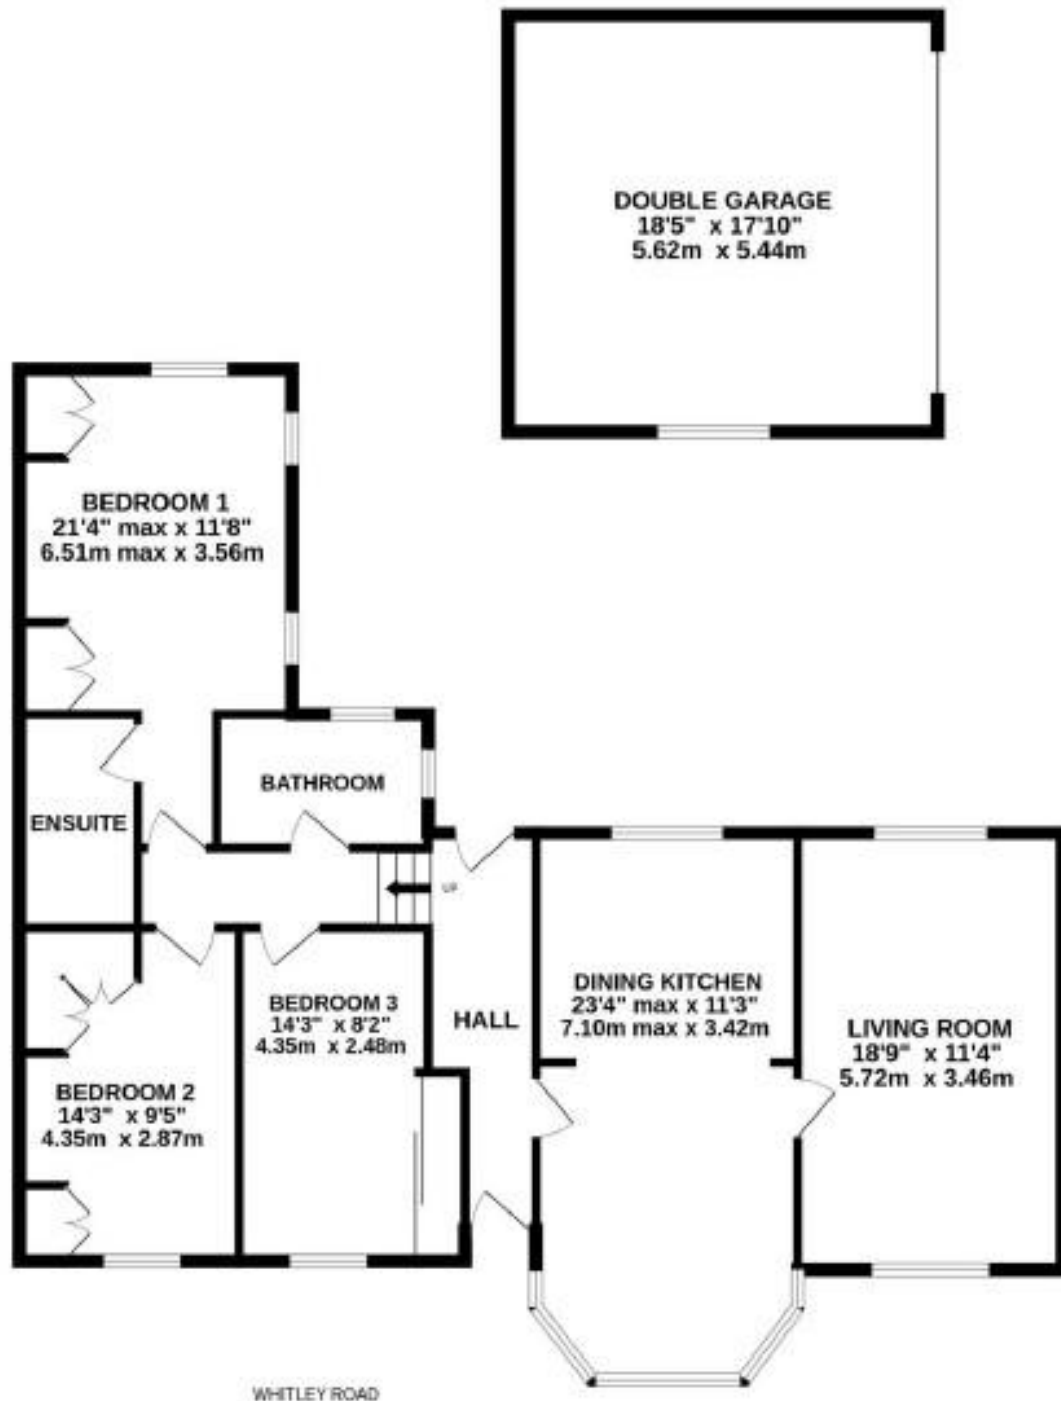 DOUBLE GARAGE
18'5" x 17'10"
5.62m x 5.44m
BEDROOM 1
21'4" max x 11'8"
6.51m max x 3.56m
BATHROOM
ENSUITE
UP
DINING KITCHEN
23'4" max x 11'3"
7.10m max x 3.42m
BEDROOM 3
14'3" x 8'2"
4.35m x 2.48m
HALL
LIVING ROOM
18'9" x 11'4"
5.72m x 3.46m
BEDROOM 2
14'3" x 9'5"
4.35m x 2.87m
WHITLEY ROAD